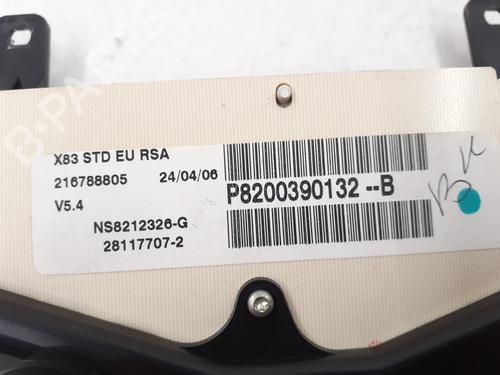 X83 STD EU RSA
216788805 24/04/06
V5.4
NS8212326-G
28117707-2
P8200390132--B
B-PARTS